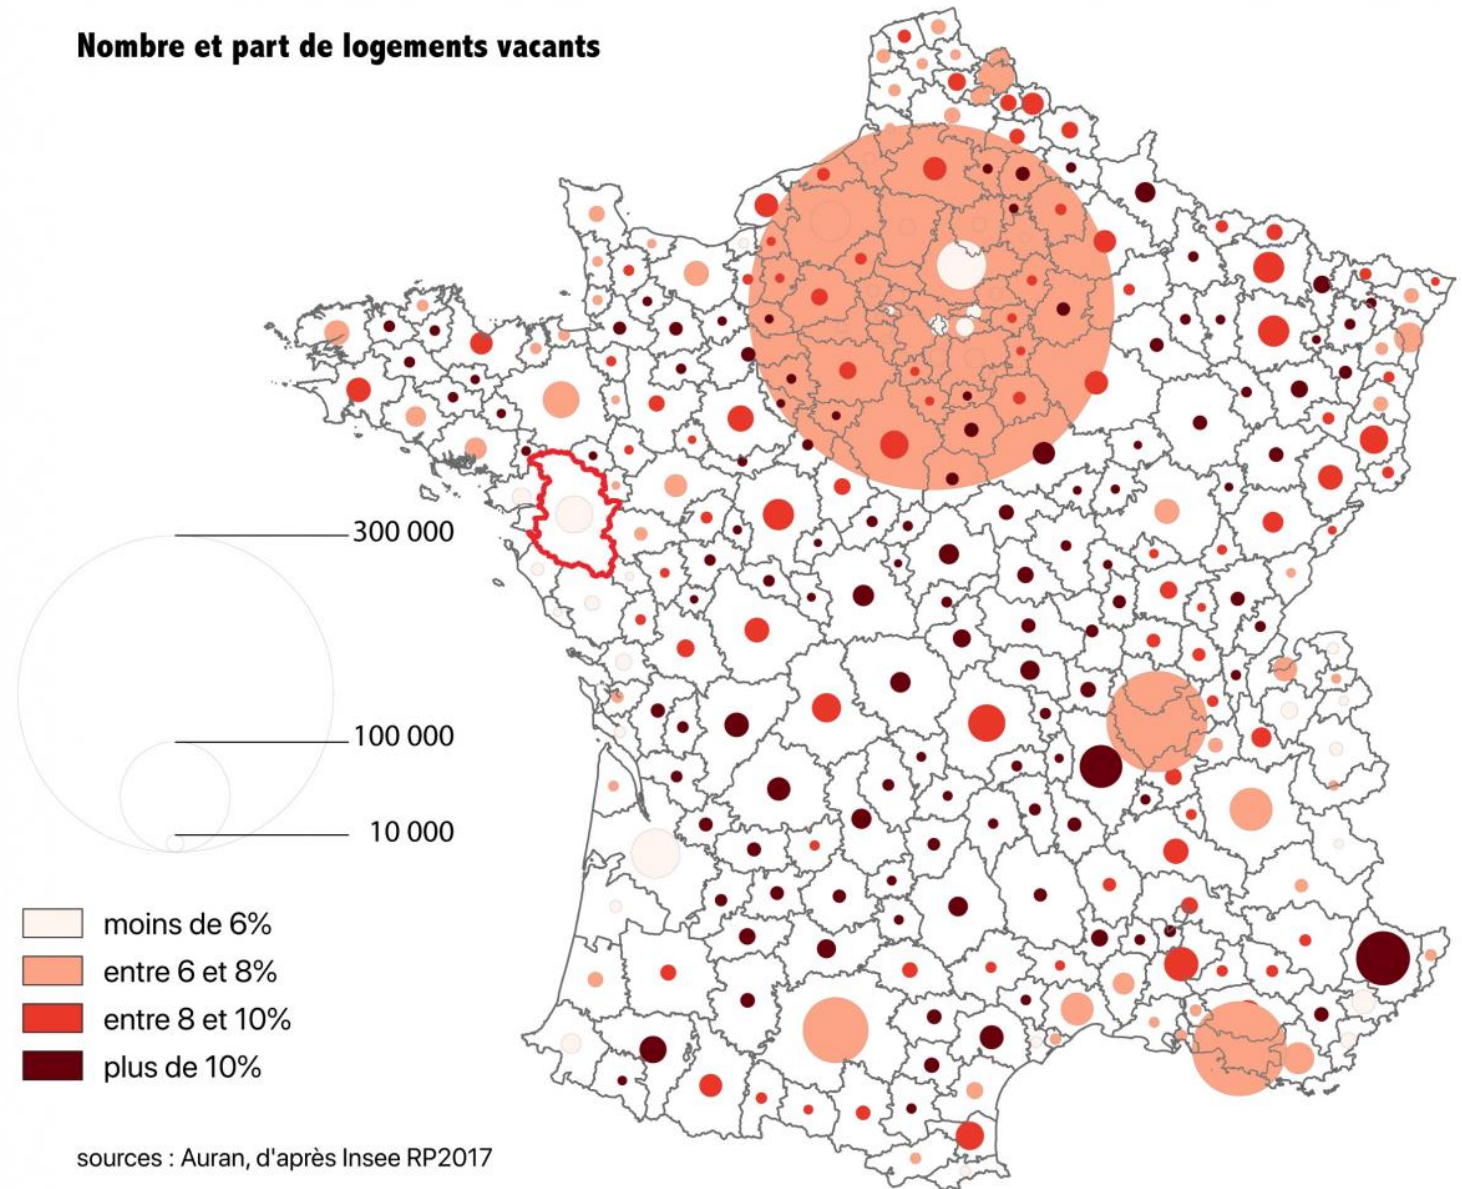 Nombre et part de logements vacants
300 000
100 000
10 000
moins de 6%
entre 6 et 8%
entre 8 et 10%
plus de 10%
sources : Auran, d'après Insee RP2017